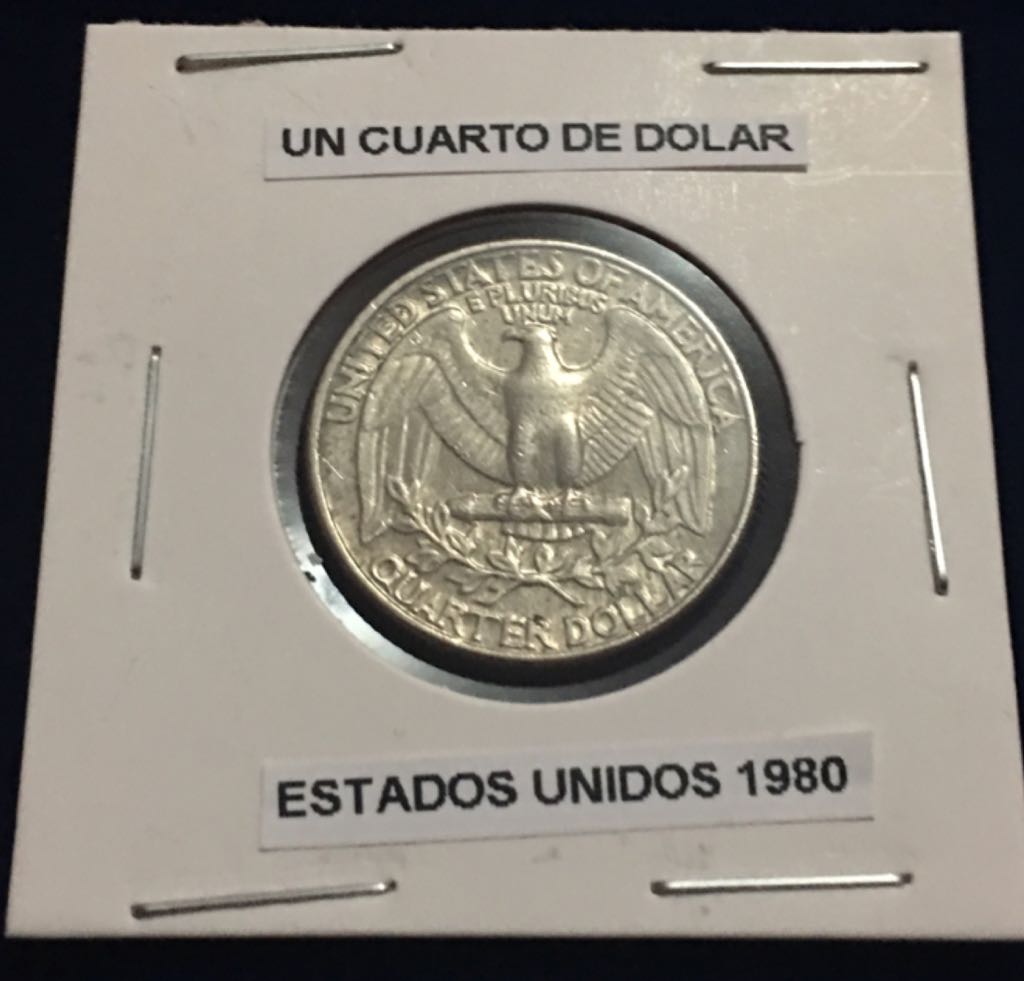 UN CUARTO DE DOLAR
UNITED STATES OF AMERICA
E PLURIBUS
UNUM
QUARTER DOLLAR
ESTADOS UNIDOS 1980